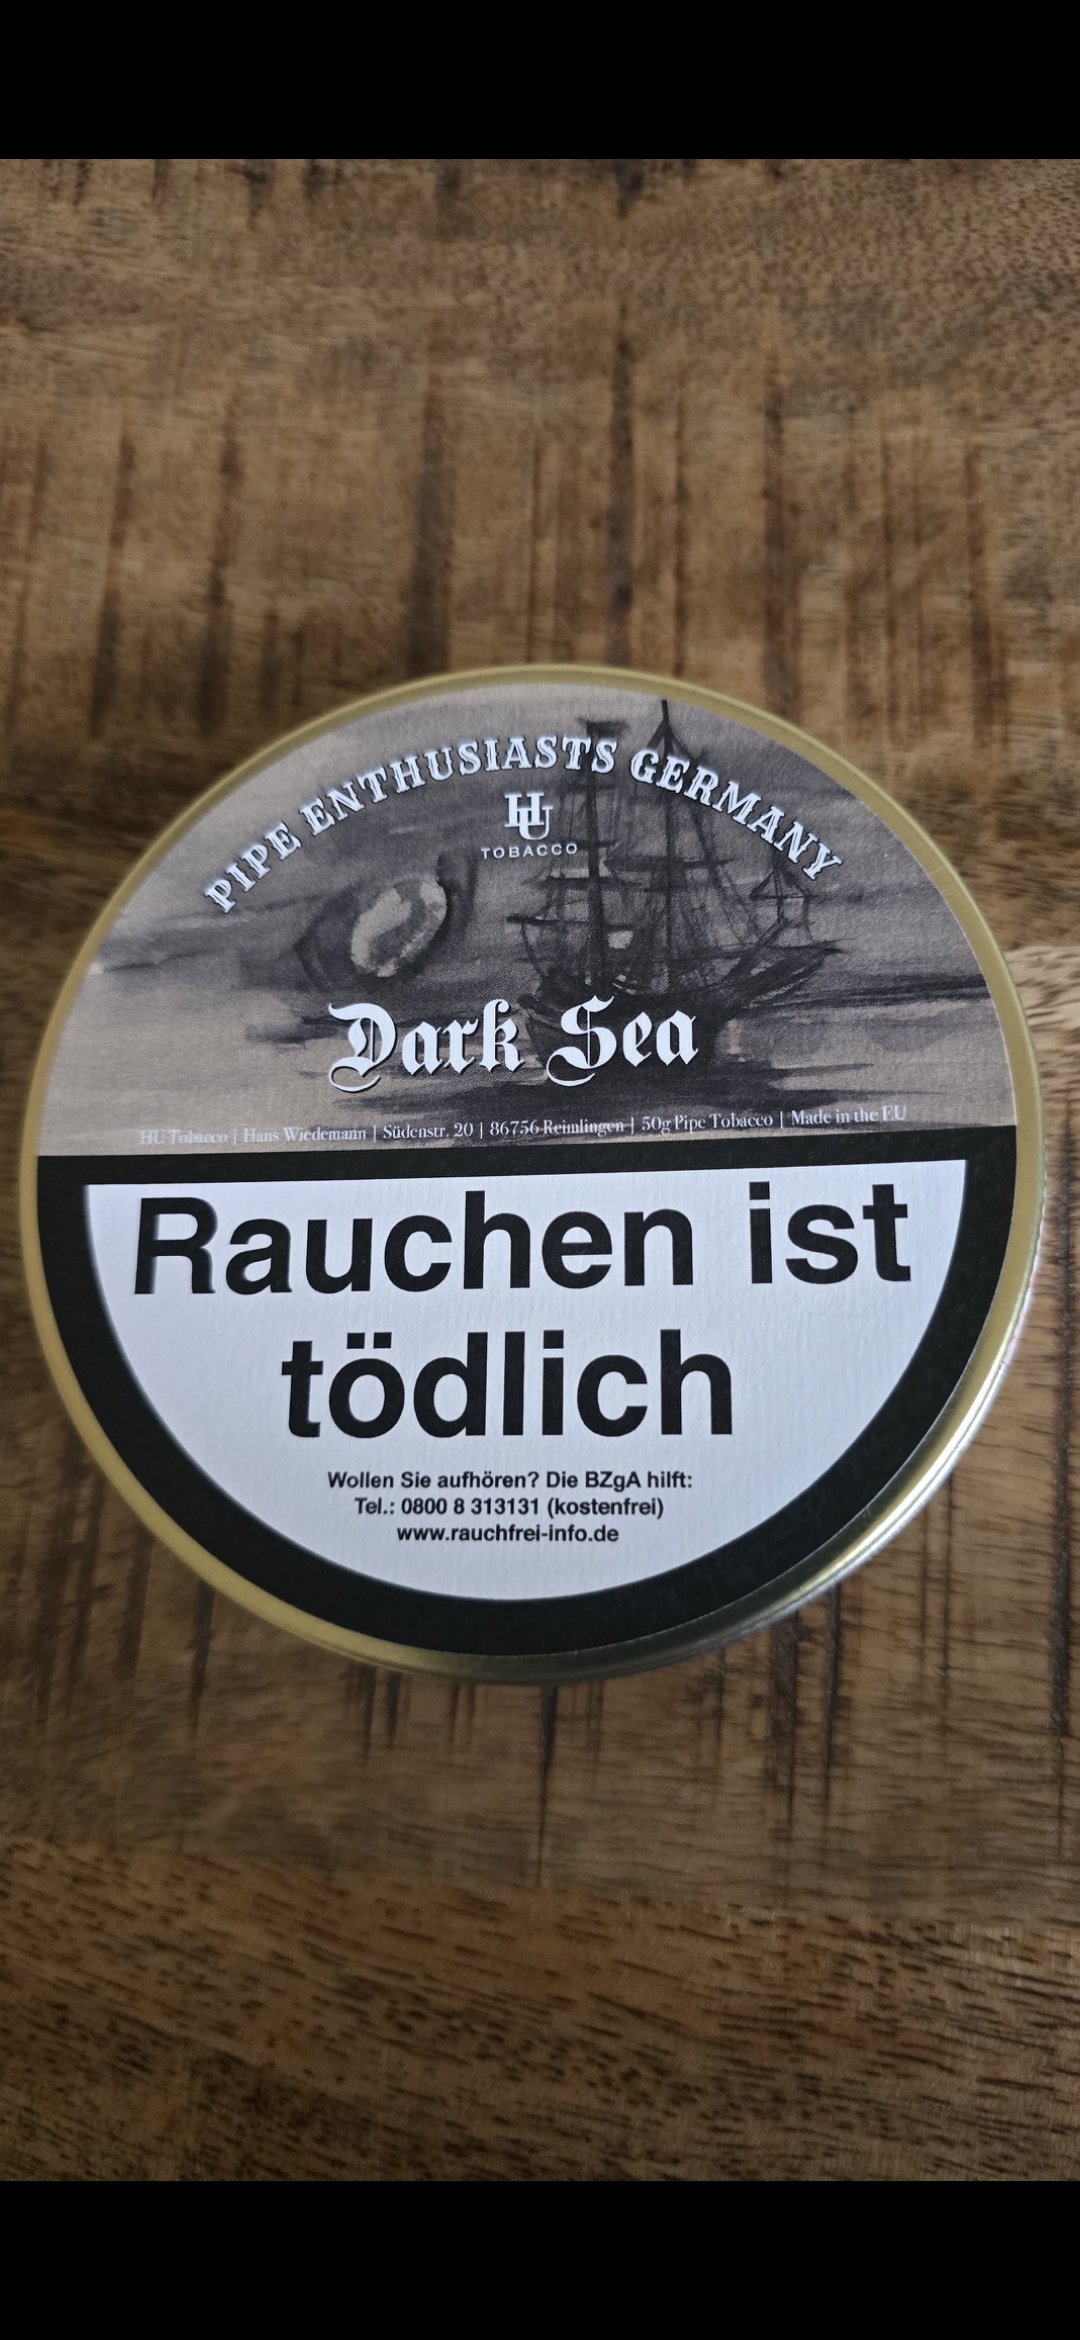 PIPE ENTHUSIASTS GERMANY
HU
TOBACCO
Dark Sea
HU Tobacco | Hans Wiedemann | Südenstr. 20 | 86756 Reimlingen | 50g Pipe Tobacco | Made in the EU
Rauchen ist
tödlich
Wollen Sie aufhören? Die BZgA hilft:
Tel.: 0800 8 313131 (kostenfrei)
www.rauchfrei-info.de